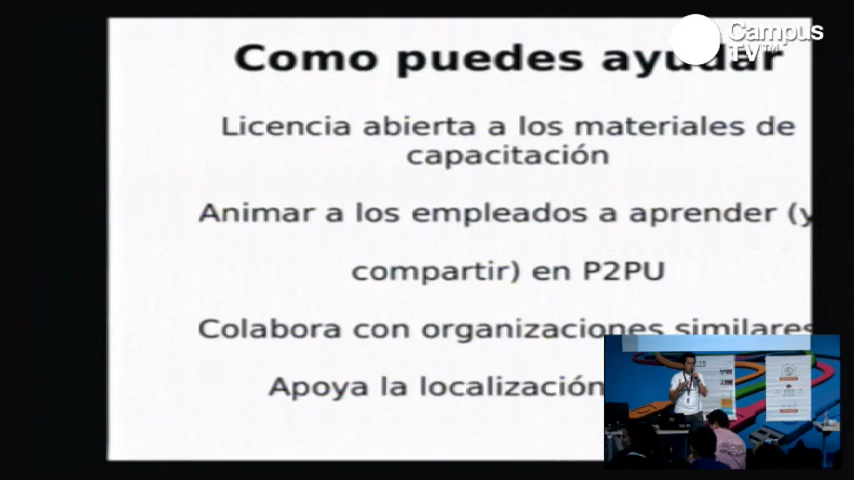 Campus
TV™
Como puedes ayudar
Licencia abierta a los materiales de
capacitación
Animar a los empleados a aprender (y
compartir) en P2PU
Colabora con organizaciones similares
Apoya la localización